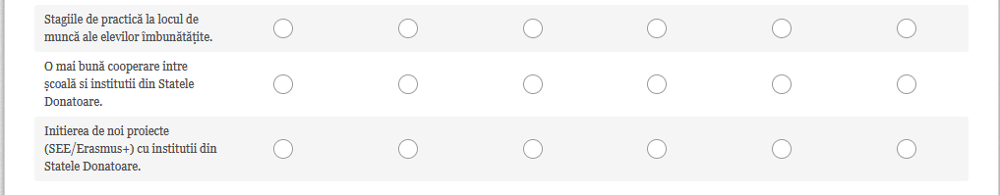 Stagiile de practică la locul de
muncă ale elevilor îmbunătățite.
O mai bună cooperare intre
școală si institutii din Statele
Donatoare.
Initierea de noi proiecte
(SEE/Erasmus+) cu institutii din
Statele Donatoare.